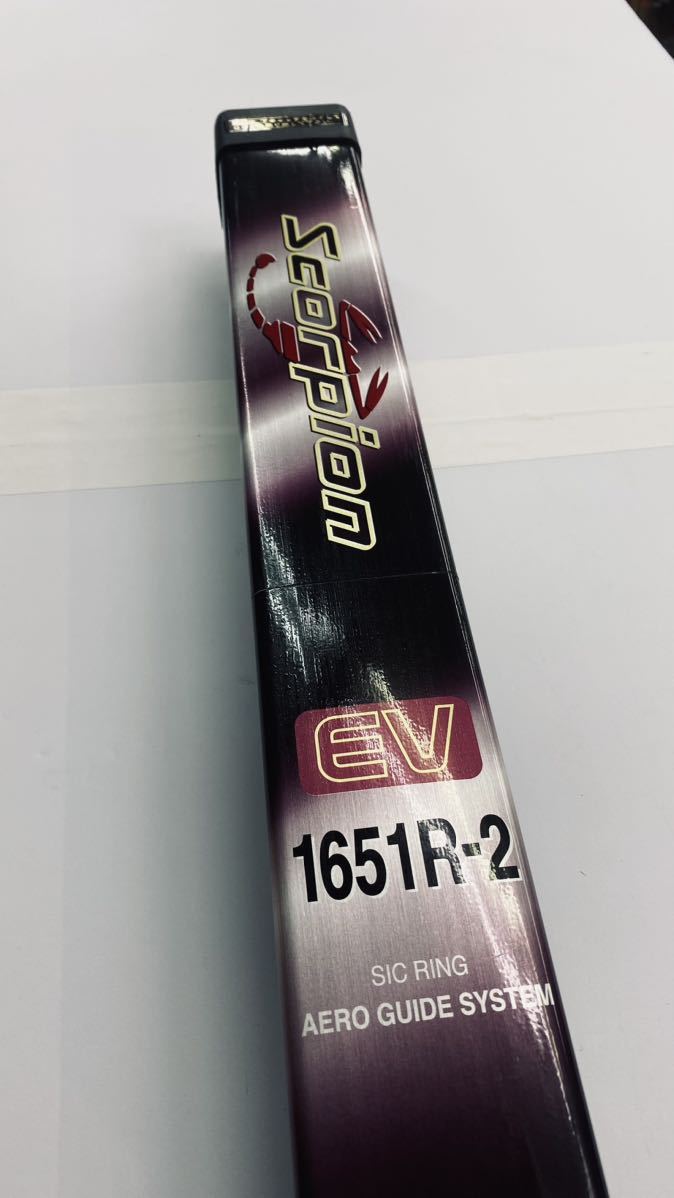 Scorpion
EV
1651R-2
SIC RING
AERO GUIDE SYSTEM